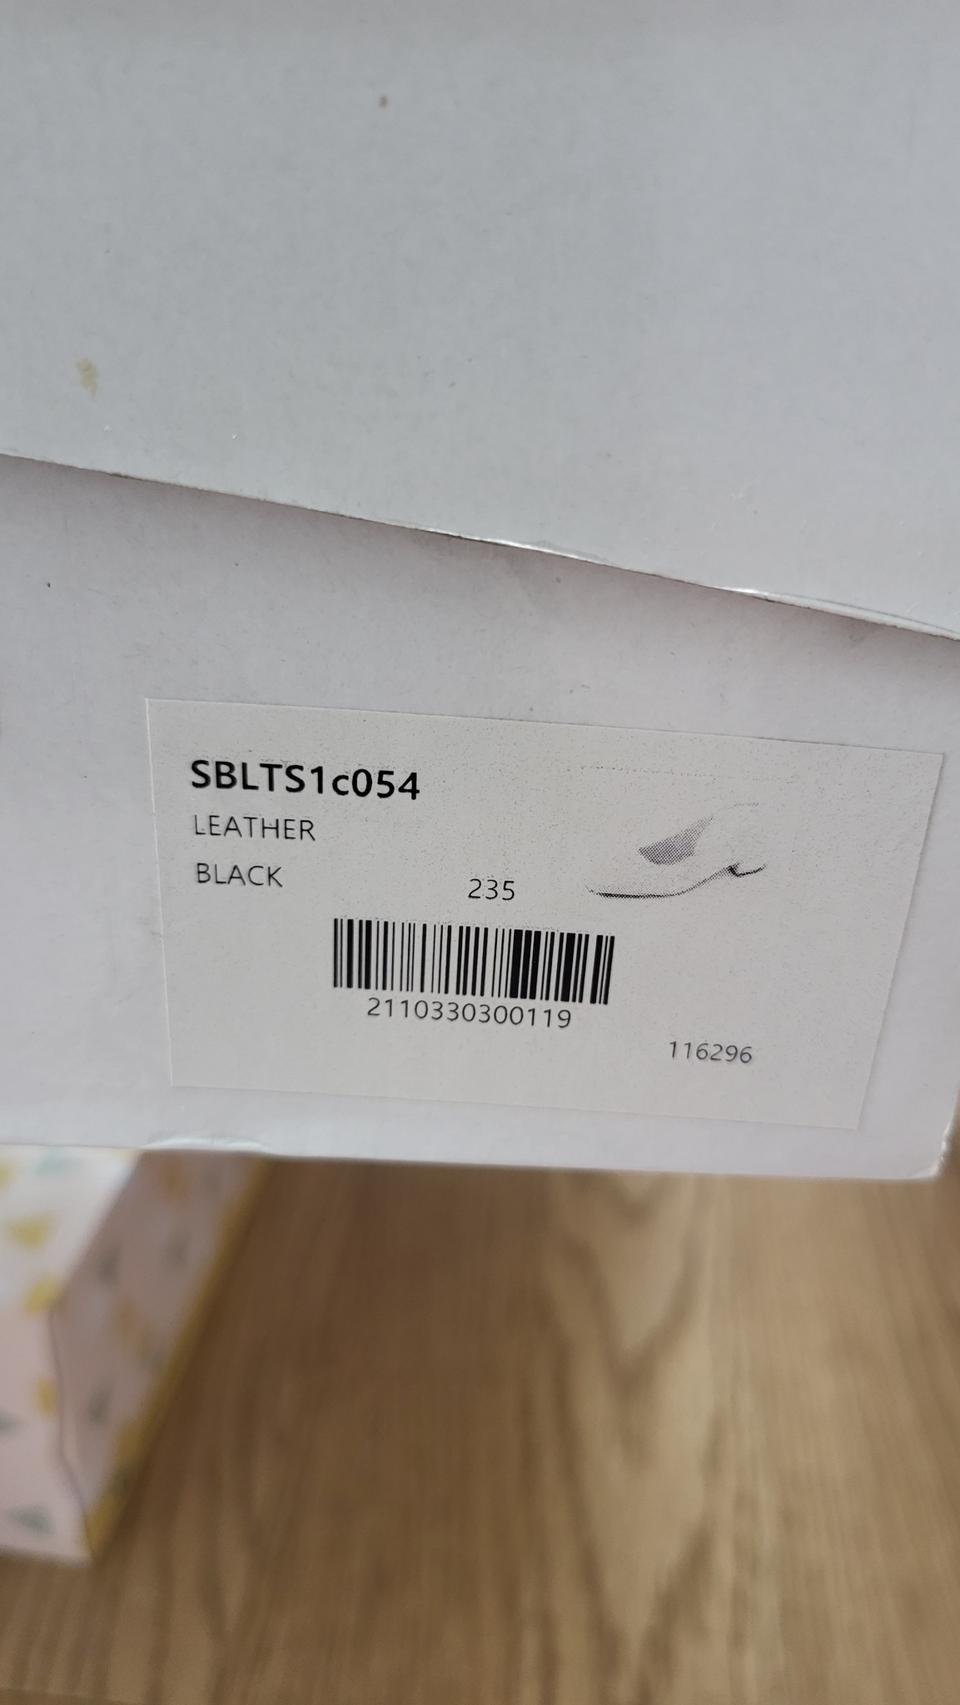 SBLTS1c054
LEATHER
BLACK 235
2110330300119
116296